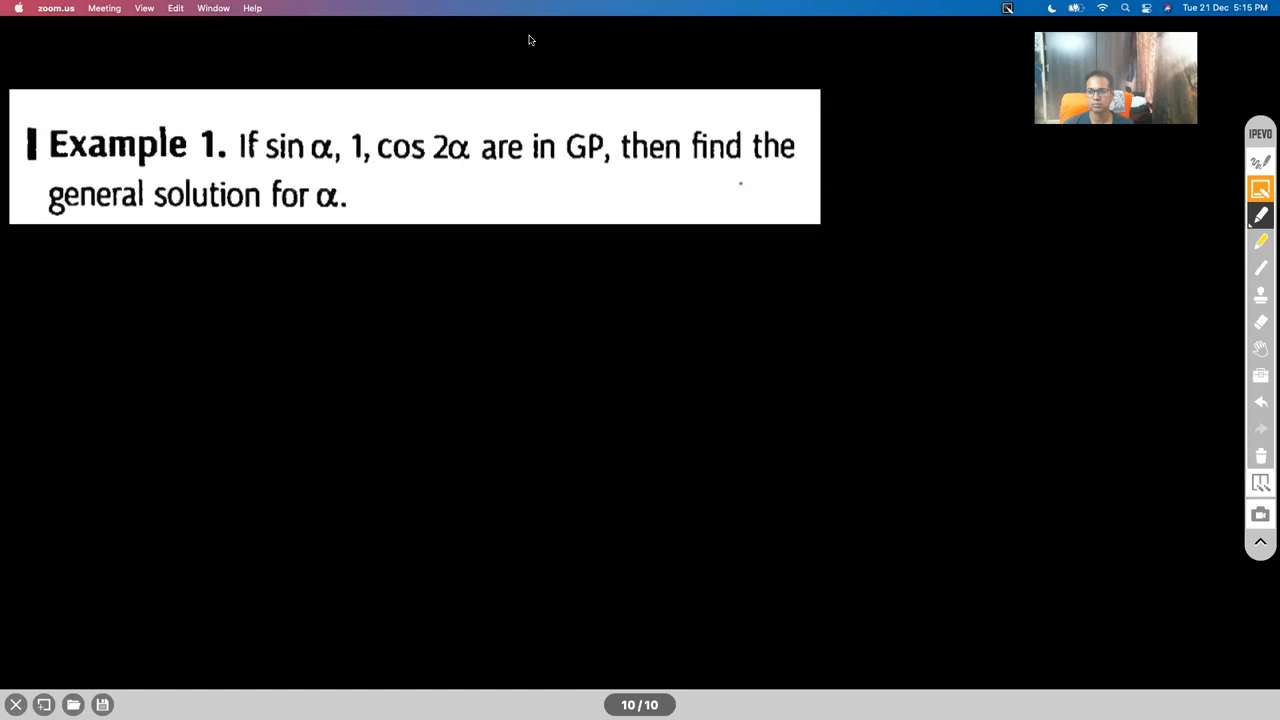 zoom.us Meeting View Edit Window Help Tue 21 Dec 5:15 PM
Example 1. If sin α, 1, cos 2α are in GP, then find the
general solution for α.
IPEVO
10 / 10